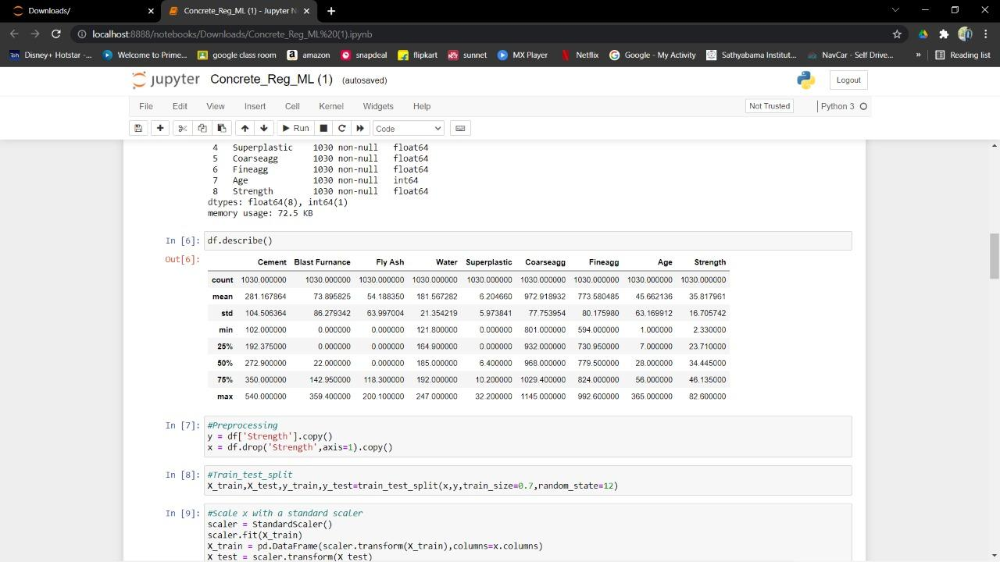 Downloads/
Concrete_Reg_ML (1) - Jupyter N
localhost:8888/notebooks/Downloads/Concrete_Reg_ML%20(1).ipynb
Disney+ Hotstar -... Welcome to Prime... google class room amazon snapdeal flipkart sunnet MX Player Netflix Google - My Activity Sathyabama Institut... NavCar - Self Drive... » Reading list
jupyter Concrete_Reg_ML (1) (autosaved) Logout
File Edit View Insert Cell Kernel Widgets Help Not Trusted Python 3
Run Code
4 Superplastic 1030 non-null float64
5 Coarseagg 1030 non-null float64
6 Fineagg 1030 non-null float64
7 Age 1030 non-null int64
8 Strength 1030 non-null float64
dtypes: float64(8), int64(1)
memory usage: 72.5 KB
In [6]: df.describe()
Out[6]:
Cement Blast Furnance Fly Ash Water Superplastic Coarseagg Fineagg Age Strength
count 1030.000000 1030.000000 1030.000000 1030.000000 1030.000000 1030.000000 1030.000000 1030.000000 1030.000000
mean 281.167864 73.895825 54.188350 181.567282 6.204660 972.918932 773.580485 45.662136 35.817961
std 104.506364 86.279342 63.997004 21.354219 5.973841 77.753954 80.175980 63.169912 16.705742
min 102.000000 0.000000 0.000000 121.800000 0.000000 801.000000 594.000000 1.000000 2.330000
25% 192.375000 0.000000 0.000000 164.900000 0.000000 932.000000 730.950000 7.000000 23.710000
50% 272.900000 22.000000 0.000000 185.000000 6.400000 968.000000 779.500000 28.000000 34.445000
75% 350.000000 142.950000 118.300000 192.000000 10.200000 1029.400000 824.000000 56.000000 46.135000
max 540.000000 359.400000 200.100000 247.000000 32.200000 1145.000000 992.600000 365.000000 82.600000
In [7]: #Preprocessing
y = df['Strength'].copy()
x = df.drop('Strength',axis=1).copy()
In [8]: #Train_test_split
X_train,X_test,y_train,y_test=train_test_split(x,y,train_size=0.7,random_state=12)
In [9]: #Scale x with a standard scaler
scaler = StandardScaler()
scaler.fit(X_train)
X_train = pd.DataFrame(scaler.transform(X_train),columns=x.columns)
X_test = scaler.transform(X_test)